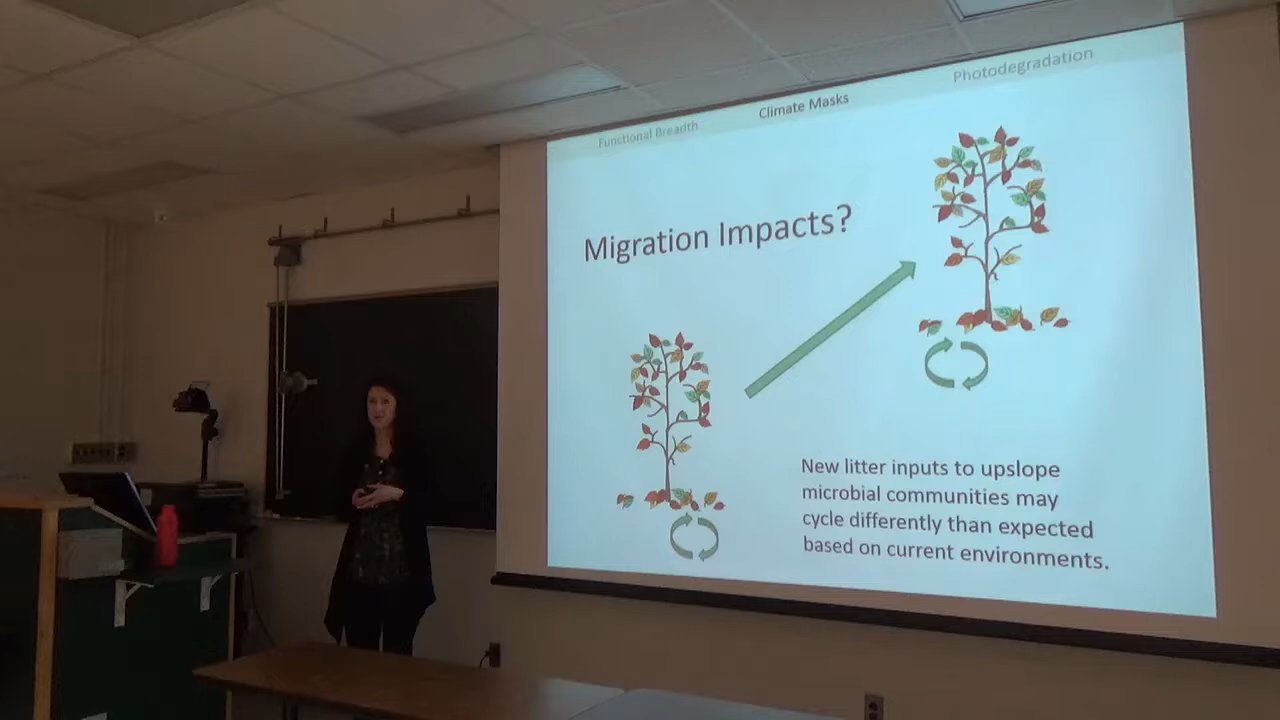 Functional Breadth
Climate Masks
Photodegradation
Migration Impacts?
New litter inputs to upslope
microbial communities may
cycle differently than expected
based on current environments.